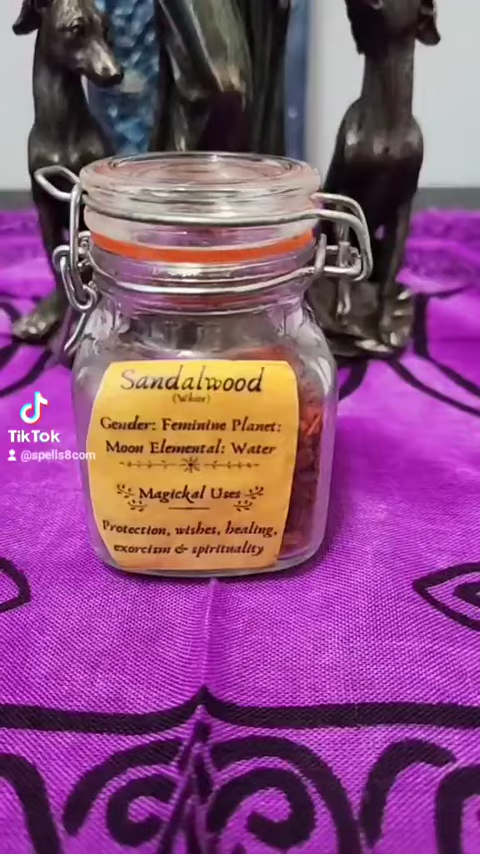 Sandalwood
(White)
Gender: Feminine Planet:
Moon Elemental: Water
Magickal Uses
Protection, wishes, healing,
exorcism & spirituality
TikTok
@spells8com